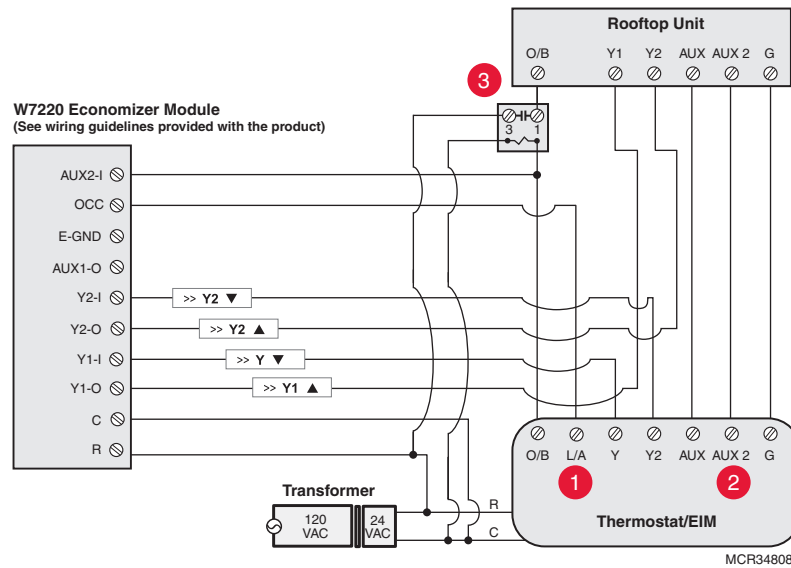 Rooftop Unit
O/B Y1 Y2 AUX AUX 2 G
3
3 1
W7220 Economizer Module
(See wiring guidelines provided with the product)
AUX2-I
OCC
E-GND
AUX1-O
Y2-I
>> Y2 ▼
Y2-O
>> Y2 ▲
Y1-I
>> Y ▼
Y1-O
>> Y1 ▲
C
R
O/B L/A Y Y2 AUX AUX 2 G
1
2
Thermostat/EIM
Transformer
120
VAC
24
VAC
R
C
MCR34808